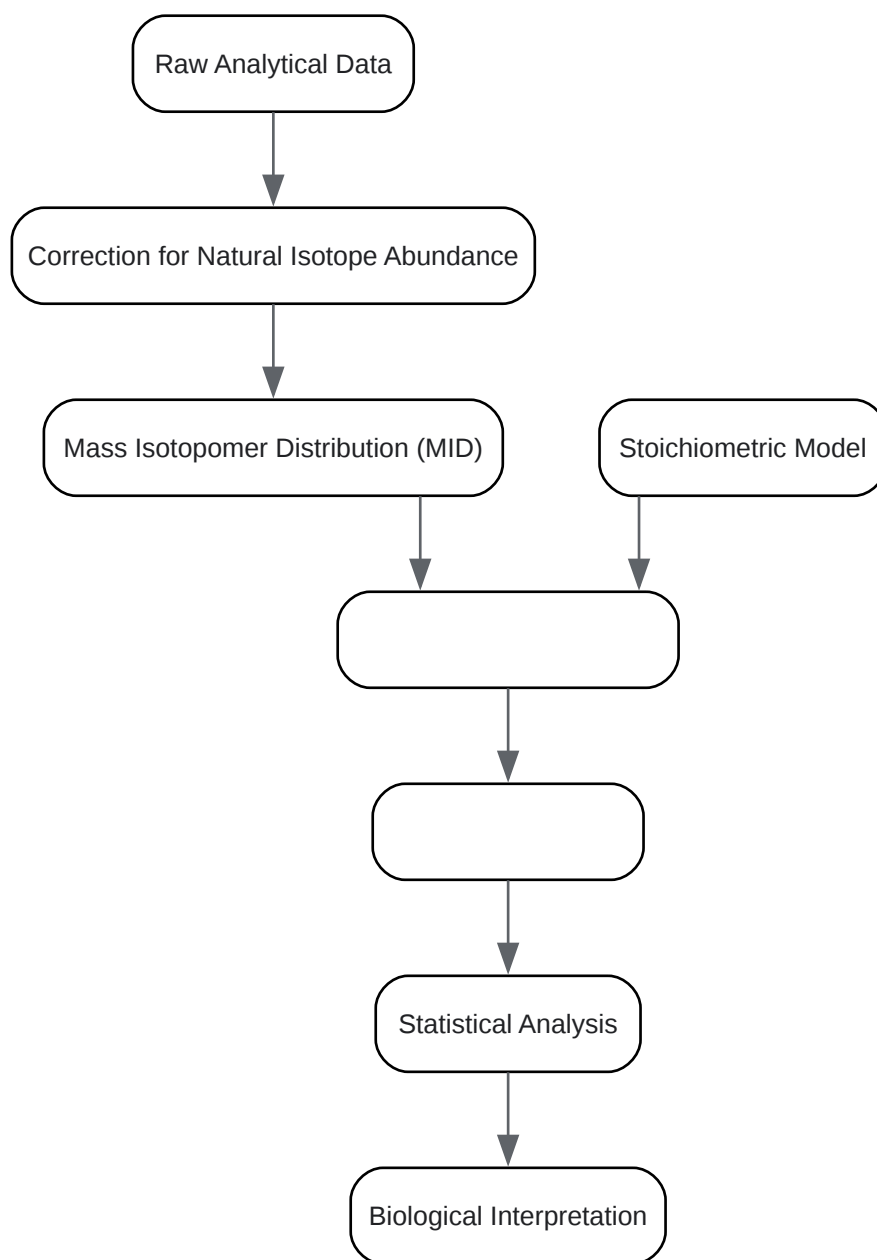 Raw Analytical Data
Correction for Natural Isotope Abundance
Mass Isotopomer Distribution (MID)
Stoichiometric Model
Statistical Analysis
Biological Interpretation